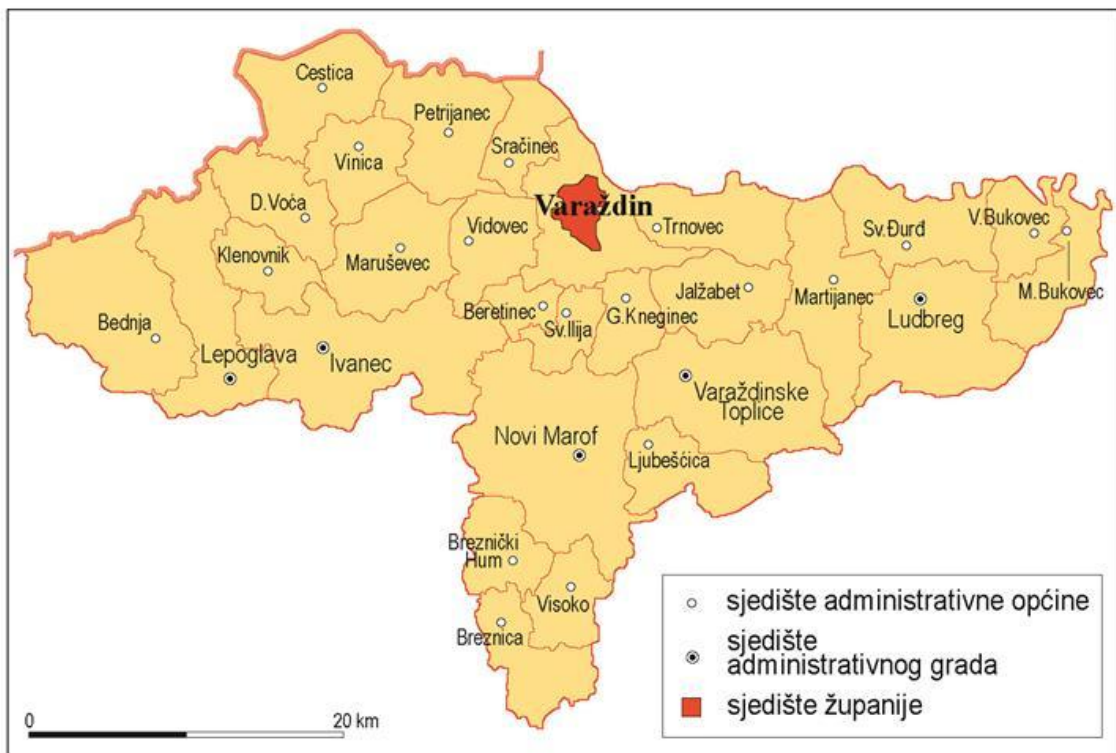 Cestica
Petrijanec
Sračinec
Vinica
Varaždin
D.Voća
Trnovec
V.Bukovec
Sv.Đurđ
Vidovec
Klenovnik
Maruševec
M.Bukovec
Jalžabet
Martijanec
Beretinec
G.Kneginec
Sv.Ilija
Ludbreg
Bednja
Lepoglava
Ivanec
Varaždinske
Toplice
Novi Marof
Ljubešćica
Breznički
Hum
Visoko
Breznica
sjedište administrativne općine
sjedište
administrativnog grada
sjedište županije
0 20 km